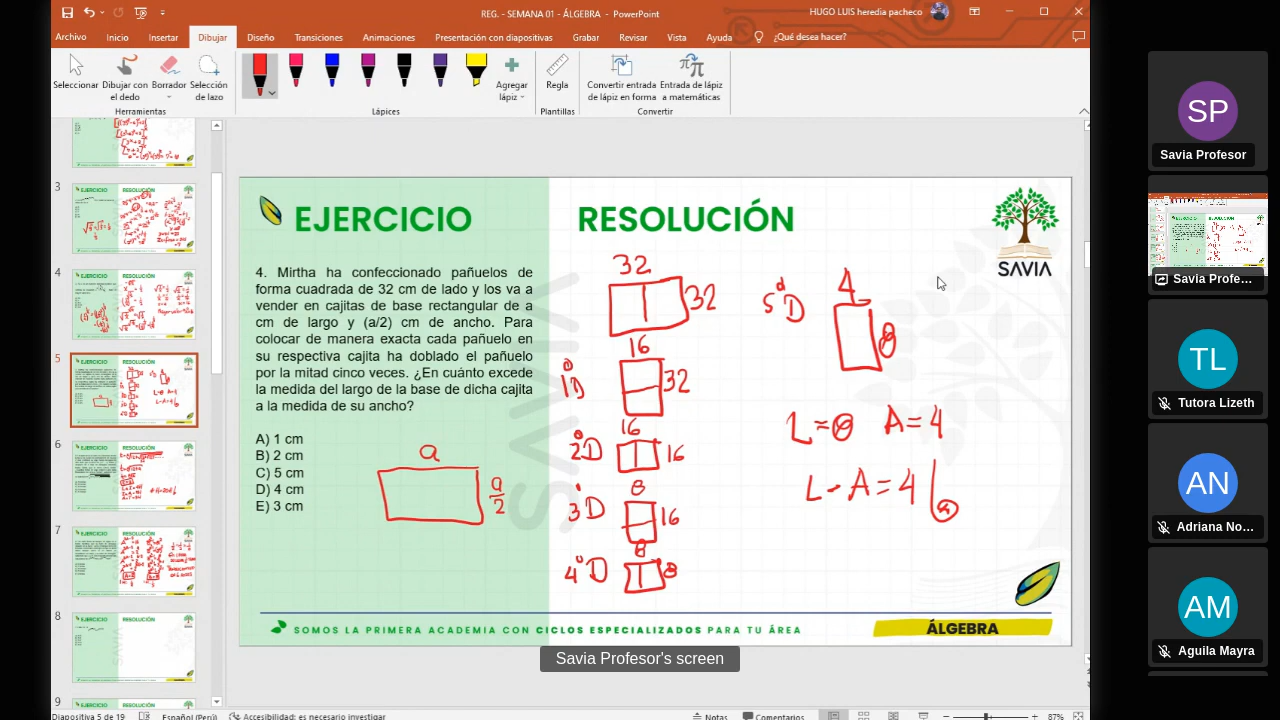 REG. - SEMANA 01 - ÁLGEBRA - PowerPoint
HUGO LUIS heredia pacheco
Archivo Inicio Insertar Dibujar Diseño Transiciones Animaciones Presentación con diapositivas Grabar Revisar Vista Ayuda ¿Qué desea hacer?
Seleccionar
Dibujar con el dedo
Borrador
Selección de lazo
Agregar lápiz
Regla
Convertir entrada de lápiz en forma
Entrada de lápiz a matemáticas
Herramientas
Lápices
Plantillas
Convertir
3
4
5
6
7
8
9
EJERCICIO
RESOLUCIÓN
SAVIA
4. Mirtha ha confeccionado pañuelos de
forma cuadrada de 32 cm de lado y los va a
vender en cajitas de base rectangular de a
cm de largo y (a/2) cm de ancho. Para
colocar de manera exacta cada pañuelo en
su respectiva cajita ha doblado el pañuelo
por la mitad cinco veces. ¿En cuánto excede
la medida del largo de la base de dicha cajita
a la medida de su ancho?
A) 1 cm
B) 2 cm
C) 5 cm
D) 4 cm
E) 3 cm
a
a/2
32
32
16
1°D
32
16
2°D
16
8
3°D
16
8
4°D
8
5°D
4
8
L=8 A=4
L-A=4
SAVIA
SOMOS LA PRIMERA ACADEMIA CON CICLOS ESPECIALIZADOS PARA TU ÁREA
ÁLGEBRA
Savia Profesor's screen
Diapositiva 5 de 19
Español (Perú)
Accesibilidad: es necesario investigar
Notas
Comentarios
87%
SP
Savia Profesor
Savia Profe...
TL
Tutora Lizeth
AN
Adriana No...
AM
Aguila Mayra